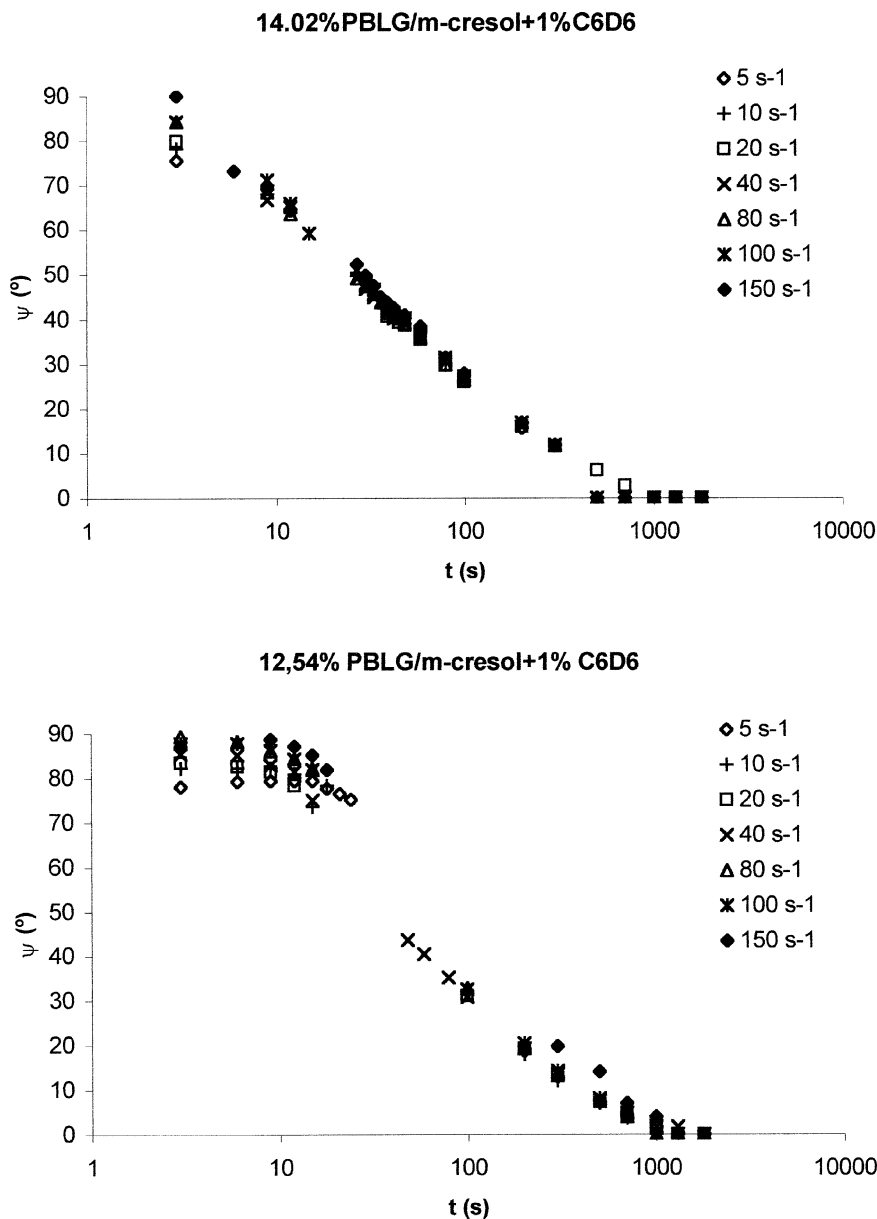 14.02%PBLG/m-cresol+1%C6D6
90
80
70
60
50
40
30
20
10
0
ψ (º)
1
10
100
1000
10000
t (s)
5 s-1
10 s-1
20 s-1
40 s-1
80 s-1
100 s-1
150 s-1
12,54% PBLG/m-cresol+1% C6D6
90
80
70
60
50
40
30
20
10
0
ψ (º)
1
10
100
1000
10000
t (s)
5 s-1
10 s-1
20 s-1
40 s-1
80 s-1
100 s-1
150 s-1